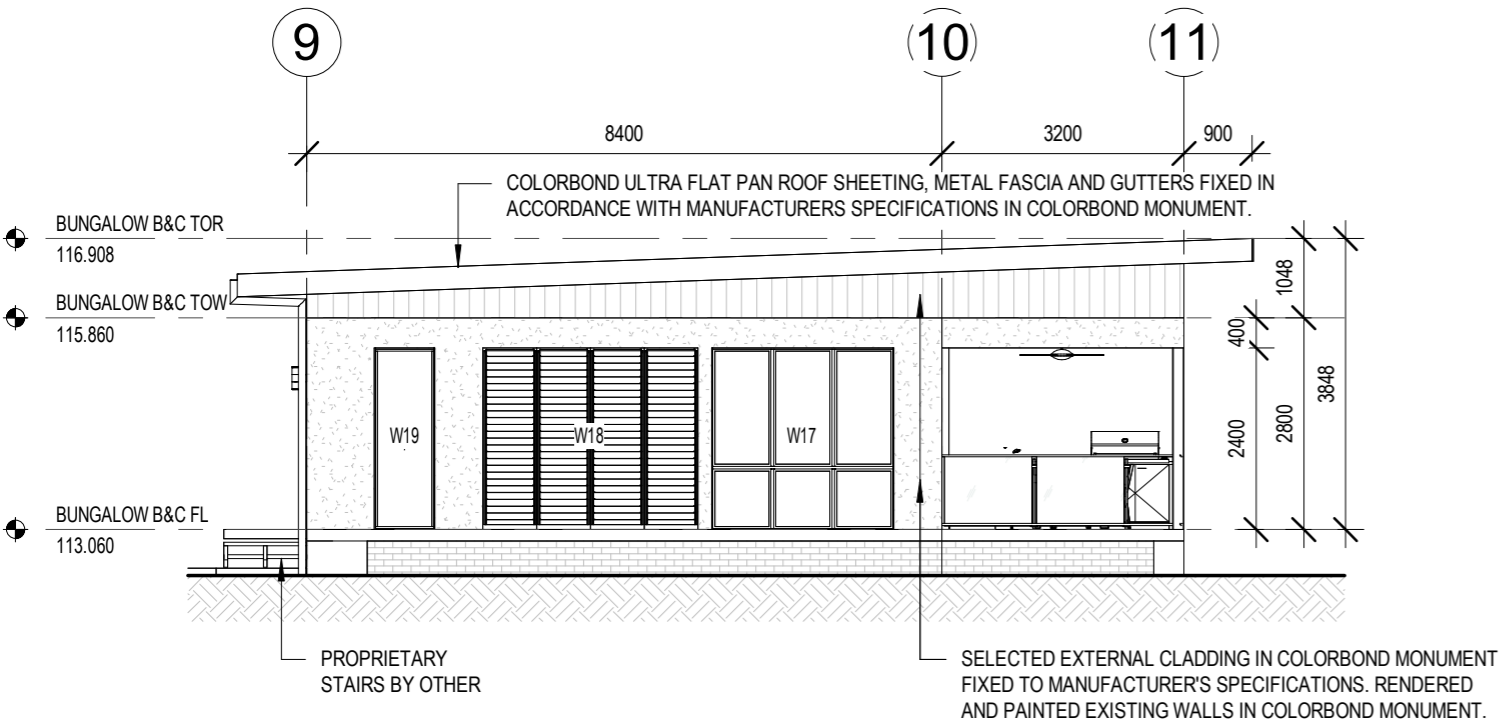 9
10
11
8400
3200
900
COLORBOND ULTRA FLAT PAN ROOF SHEETING, METAL FASCIA AND GUTTERS FIXED IN
ACCORDANCE WITH MANUFACTURERS SPECIFICATIONS IN COLORBOND MONUMENT.
BUNGALOW B&C TOR
116.908
BUNGALOW B&C TOW
115.860
1048
400
2400
2800
3848
W19
W18
W17
BUNGALOW B&C FL
113.060
PROPRIETARY
STAIRS BY OTHER
SELECTED EXTERNAL CLADDING IN COLORBOND MONUMENT
FIXED TO MANUFACTURER'S SPECIFICATIONS. RENDERED
AND PAINTED EXISTING WALLS IN COLORBOND MONUMENT.